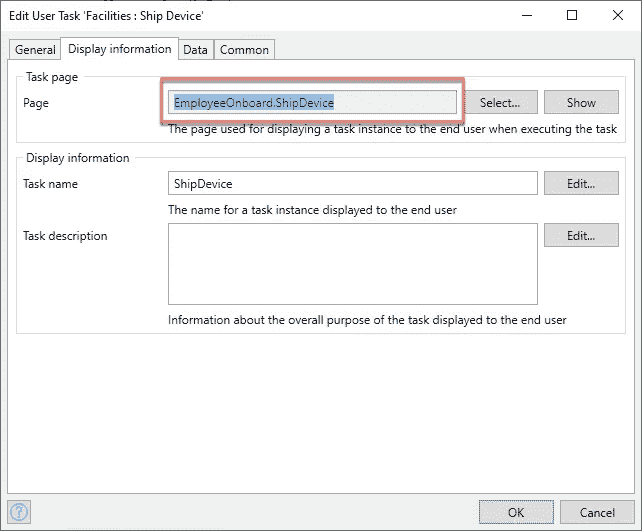 Edit User Task 'Facilities : Ship Device'
General Display information Data Common
Task page
Page EmployeeOnboard.ShipDevice Select... Show
The page used for displaying a task instance to the end user when executing the task
Display information
Task name ShipDevice Edit...
The name for a task instance displayed to the end user
Task description Edit...
Information about the overall purpose of the task displayed to the end user
? OK Cancel